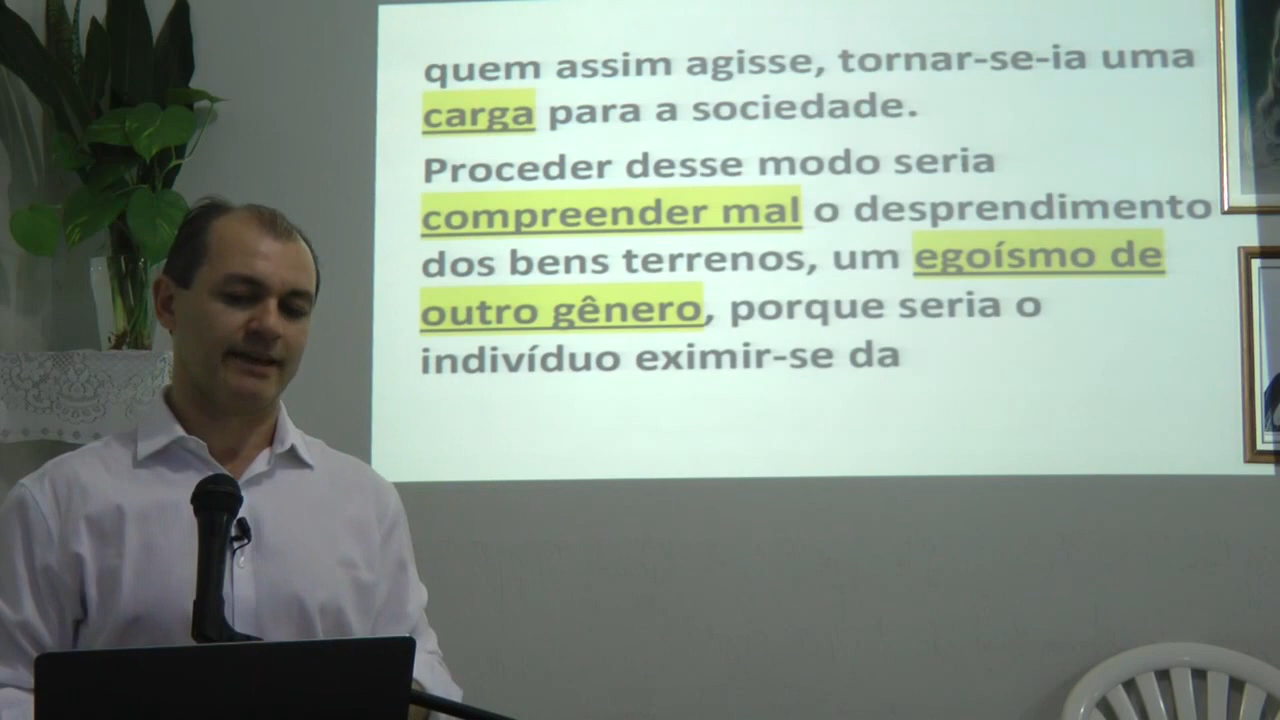 quem assim agisse, tornar-se-ia uma
carga para a sociedade.
Proceder desse modo seria
compreender mal o desprendimento
dos bens terrenos, um egoísmo de
outro gênero, porque seria o
indivíduo eximir-se da